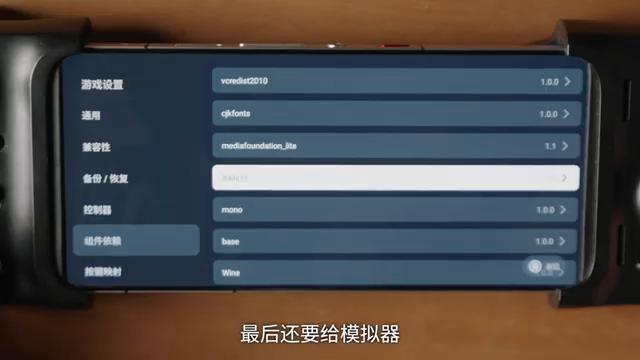 游戏设置
通用
兼容性
备份 / 恢复
控制器
组件依赖
按键映射
vcredist2010 1.0.0
cjkfonts 1.0.0
mediafoundation_lite 1.1
mono 1.0.0
base 1.0.0
Wine
最后还要给模拟器